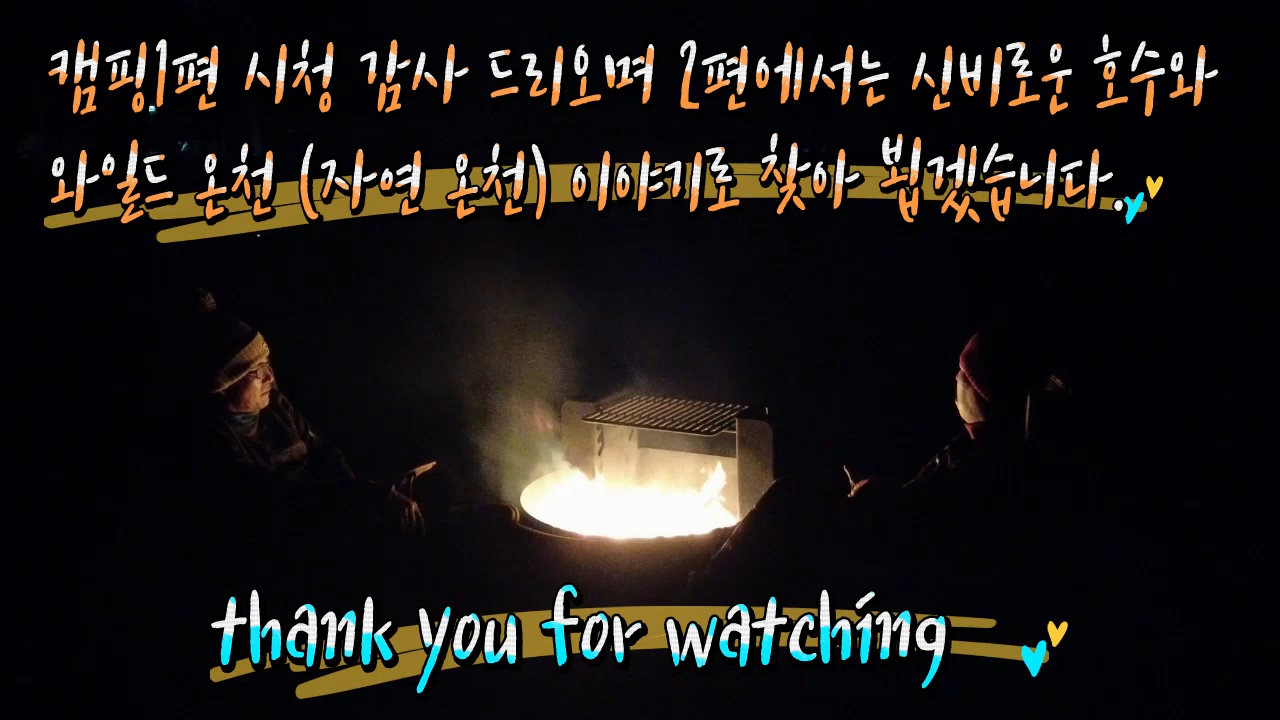 캠핑1편 시청 감사 드리오며 2편에서는 신비로운 호수와
와일드 온천 (자연 온천) 이야기로 찾아 뵙겠습니다.
thank you for watching